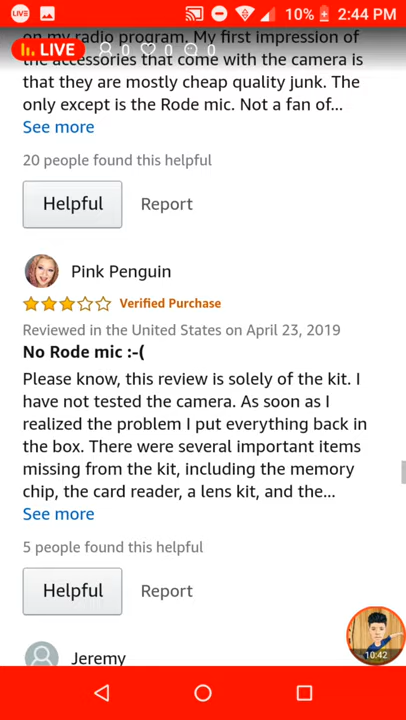 LIVE 10% 2:44 PM
on my radio program. My first impression of
LIVE 0 0 0
the accessories that come with the camera is
that they are mostly cheap quality junk. The
only except is the Rode mic. Not a fan of...
See more
20 people found this helpful
Helpful Report
Pink Penguin
Verified Purchase
Reviewed in the United States on April 23, 2019
No Rode mic :-(
Please know, this review is solely of the kit. I
have not tested the camera. As soon as I
realized the problem I put everything back in
the box. There were several important items
missing from the kit, including the memory
chip, the card reader, a lens kit, and the...
See more
5 people found this helpful
Helpful Report
10:42
Jeremy